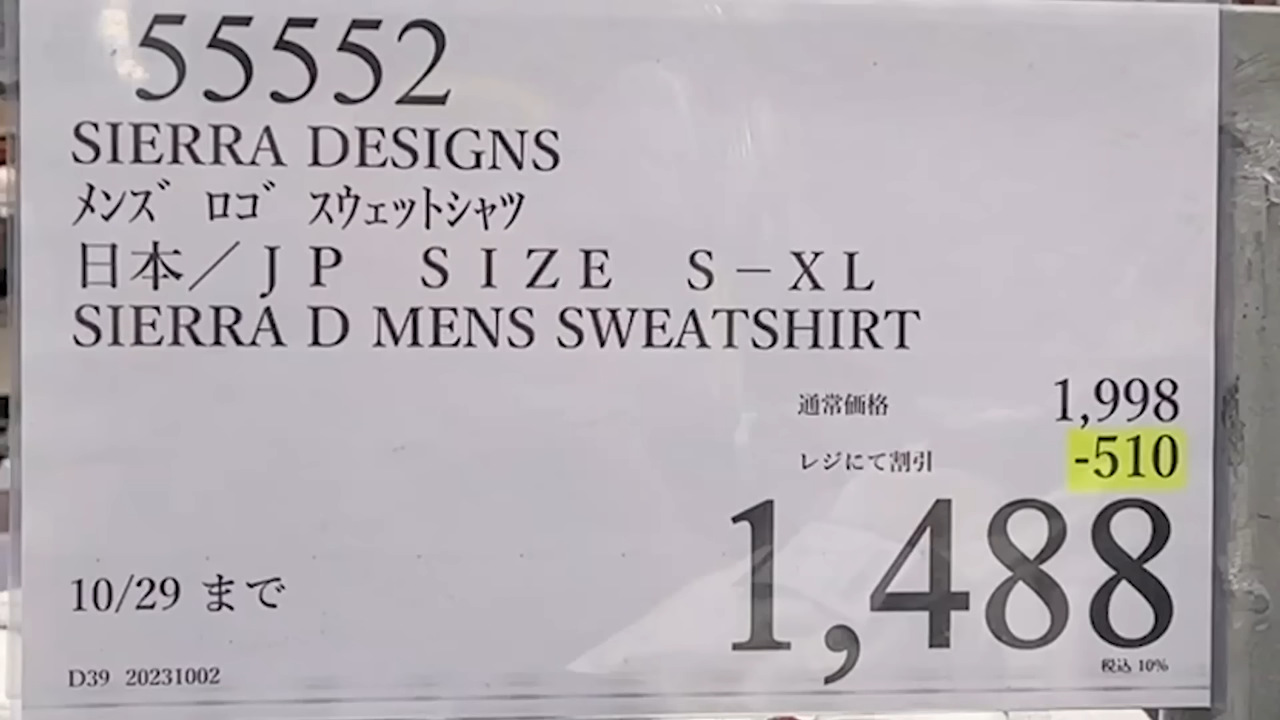 55552
SIERRA DESIGNS
メンズ ロゴ スウェットシャツ
日本／ＪＰ　ＳＩＺＥ　Ｓ－ＸＬ
SIERRA D MENS SWEATSHIRT
通常価格 1,998
レジにて割引 -510
1,488
10/29 まで
税込 10%
D39 20231002